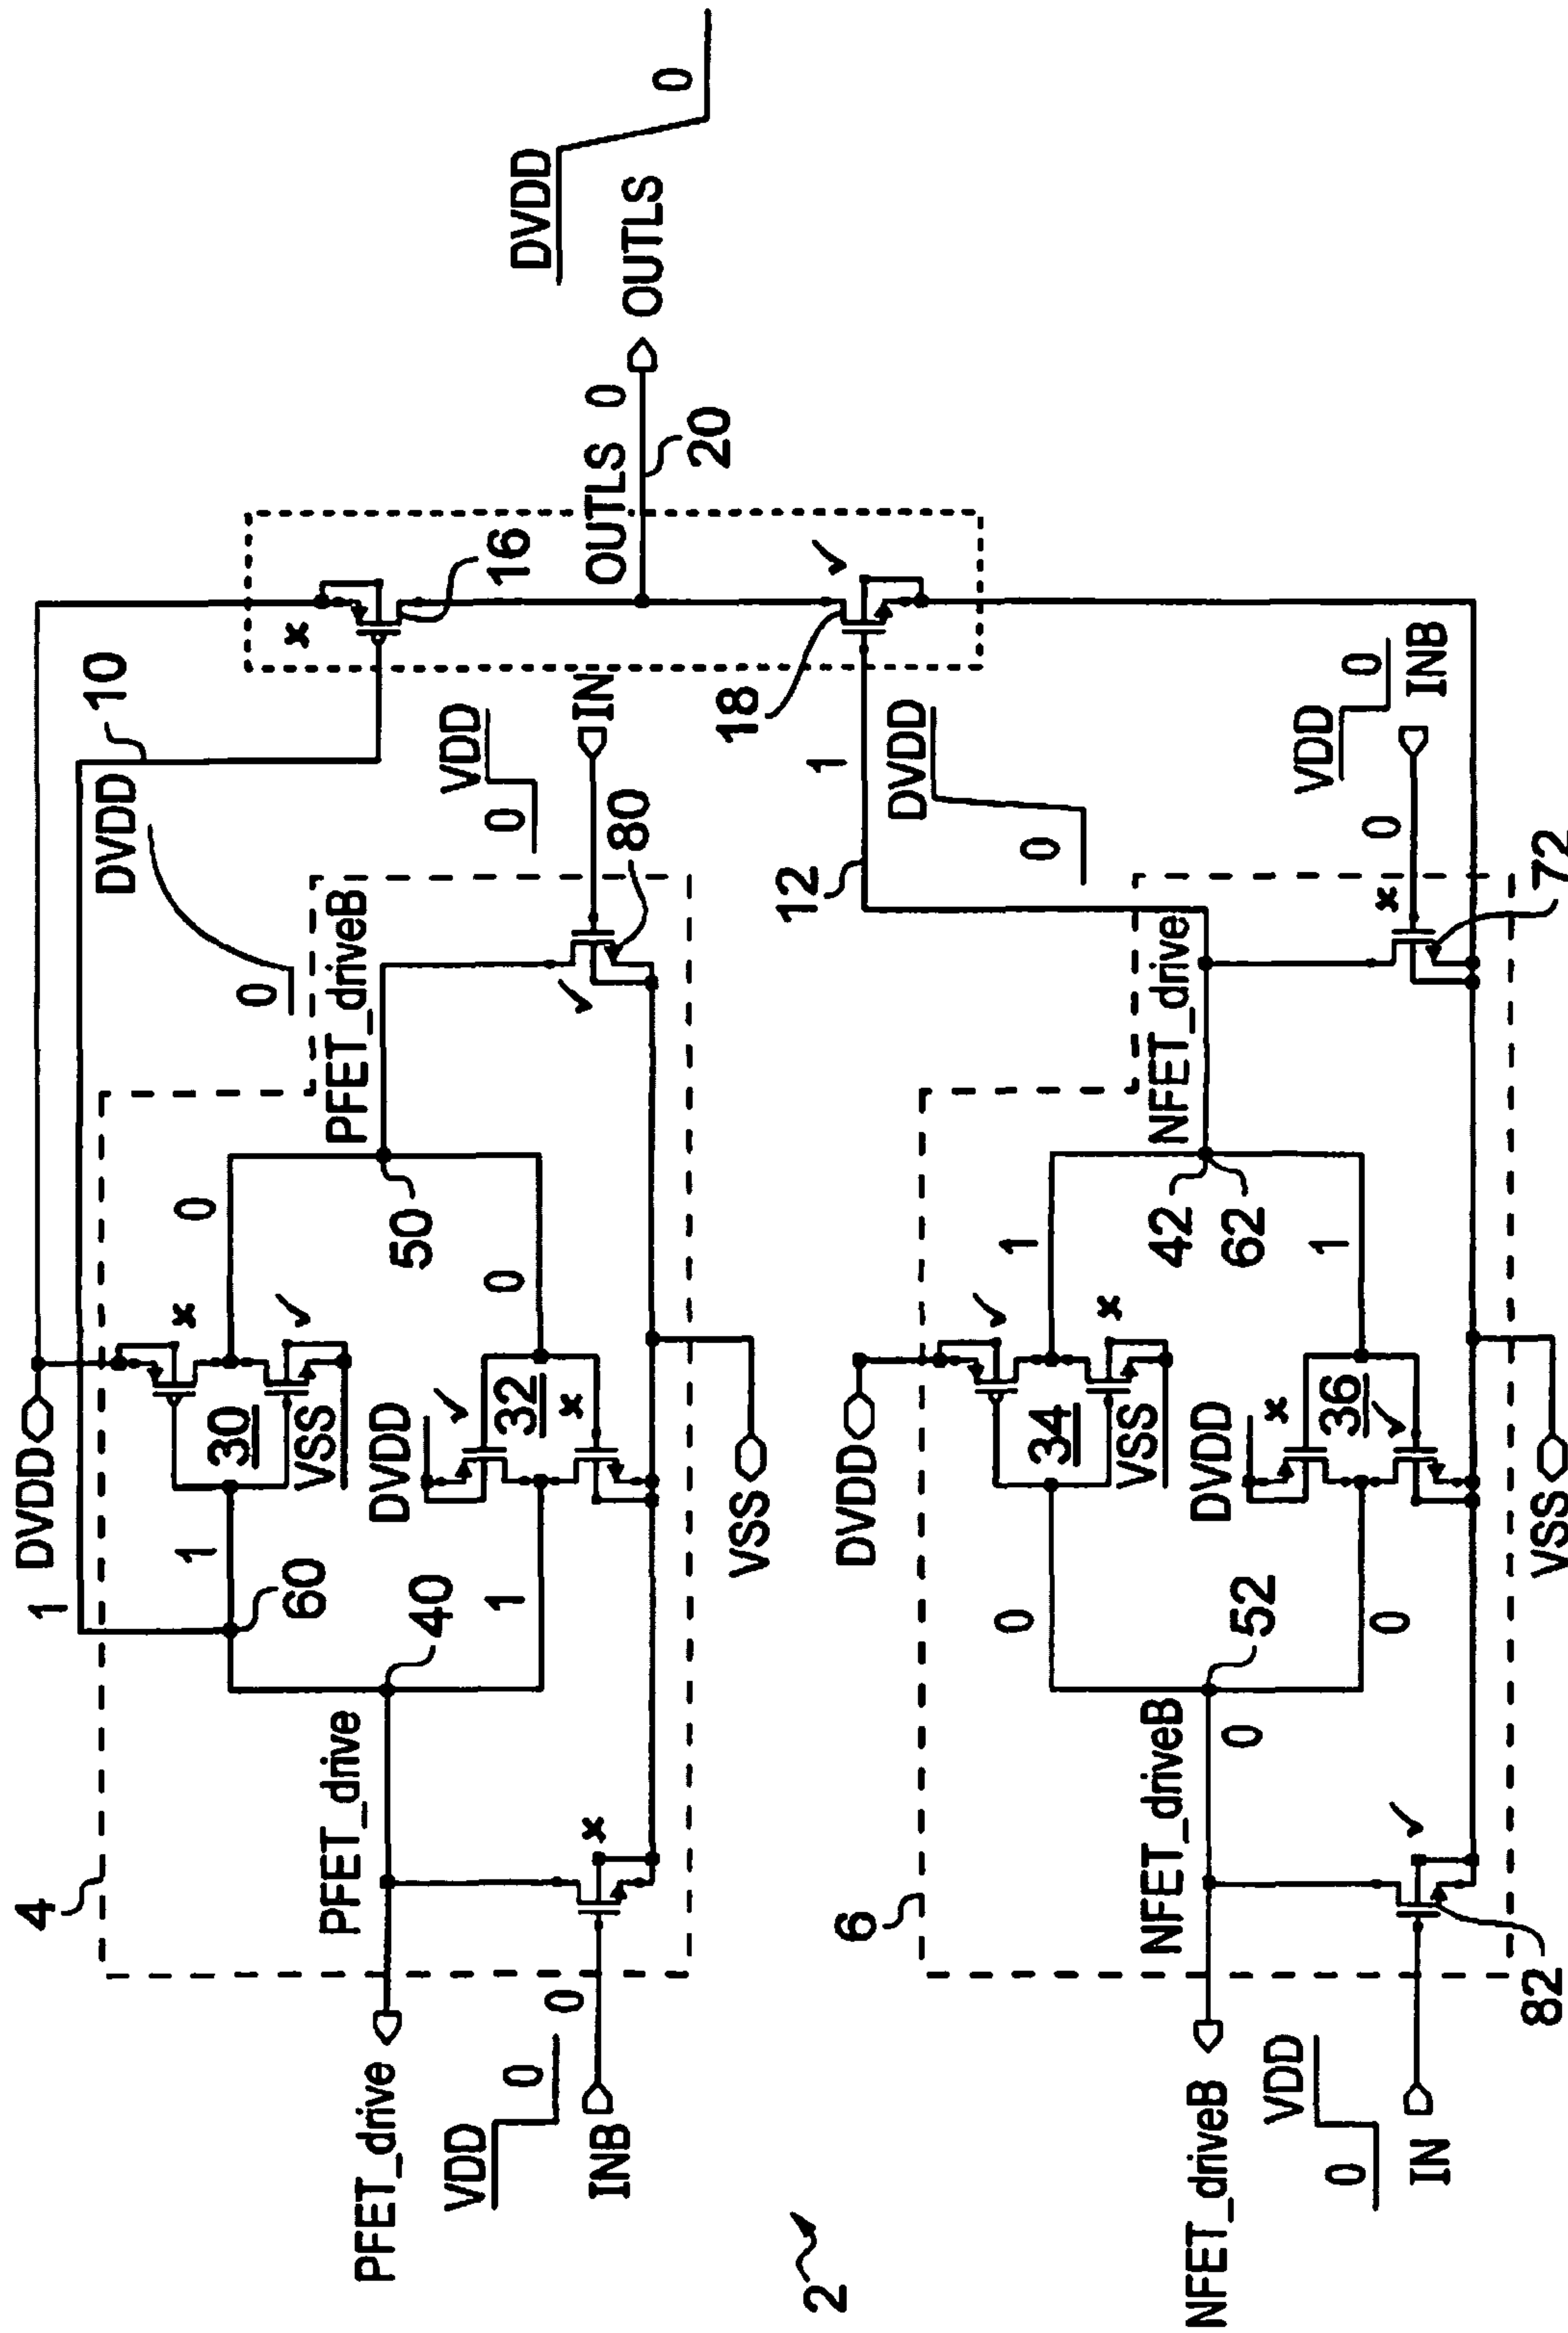 4
DVDD
1
10
DVDD
0
1
60
30
VSS
x
0
PFET_drive
PFET_drive
40
1
DVDD
32
x
0
50
PFET_driveB
x
16
OUTLS
OUTLS 0
20
DVDD
0
VDD
0
INB
0
x
VSS
80
VDD
0
IN
2
6
DVDD
0
34
VSS
x
1
NFET_driveB
NFET_driveB
0
52
0
DVDD
x
36
1
42
62
NFET_drive
12
1
18
DVDD
0
VDD
0
IN
82
VSS
72
x
0
VDD
0
INB